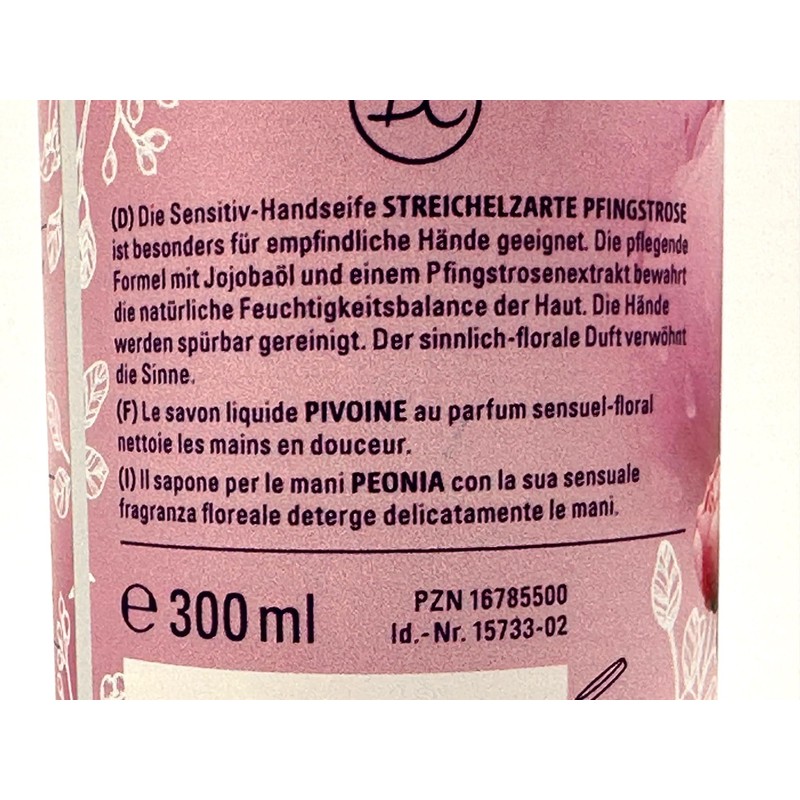 (D) Die Sensitiv-Handseife STREICHELZARTE PFINGSTROSE
ist besonders für empfindliche Hände geeignet. Die pflegende
Formel mit Jojobaöl und einem Pfingstrosenextrakt bewahrt
die natürliche Feuchtigkeitsbalance der Haut. Die Hände
werden spürbar gereinigt. Der sinnlich-florale Duft verwöhnt
die Sinne.
(F) Le savon liquide PIVOINE au parfum sensuel-floral
nettoie les mains en douceur.
(I) Il sapone per le mani PEONIA con la sua sensuale
fragranza floreale deterge delicatamente le mani.
℮ 300 ml
PZN 16785500
Id.-Nr. 15733-02